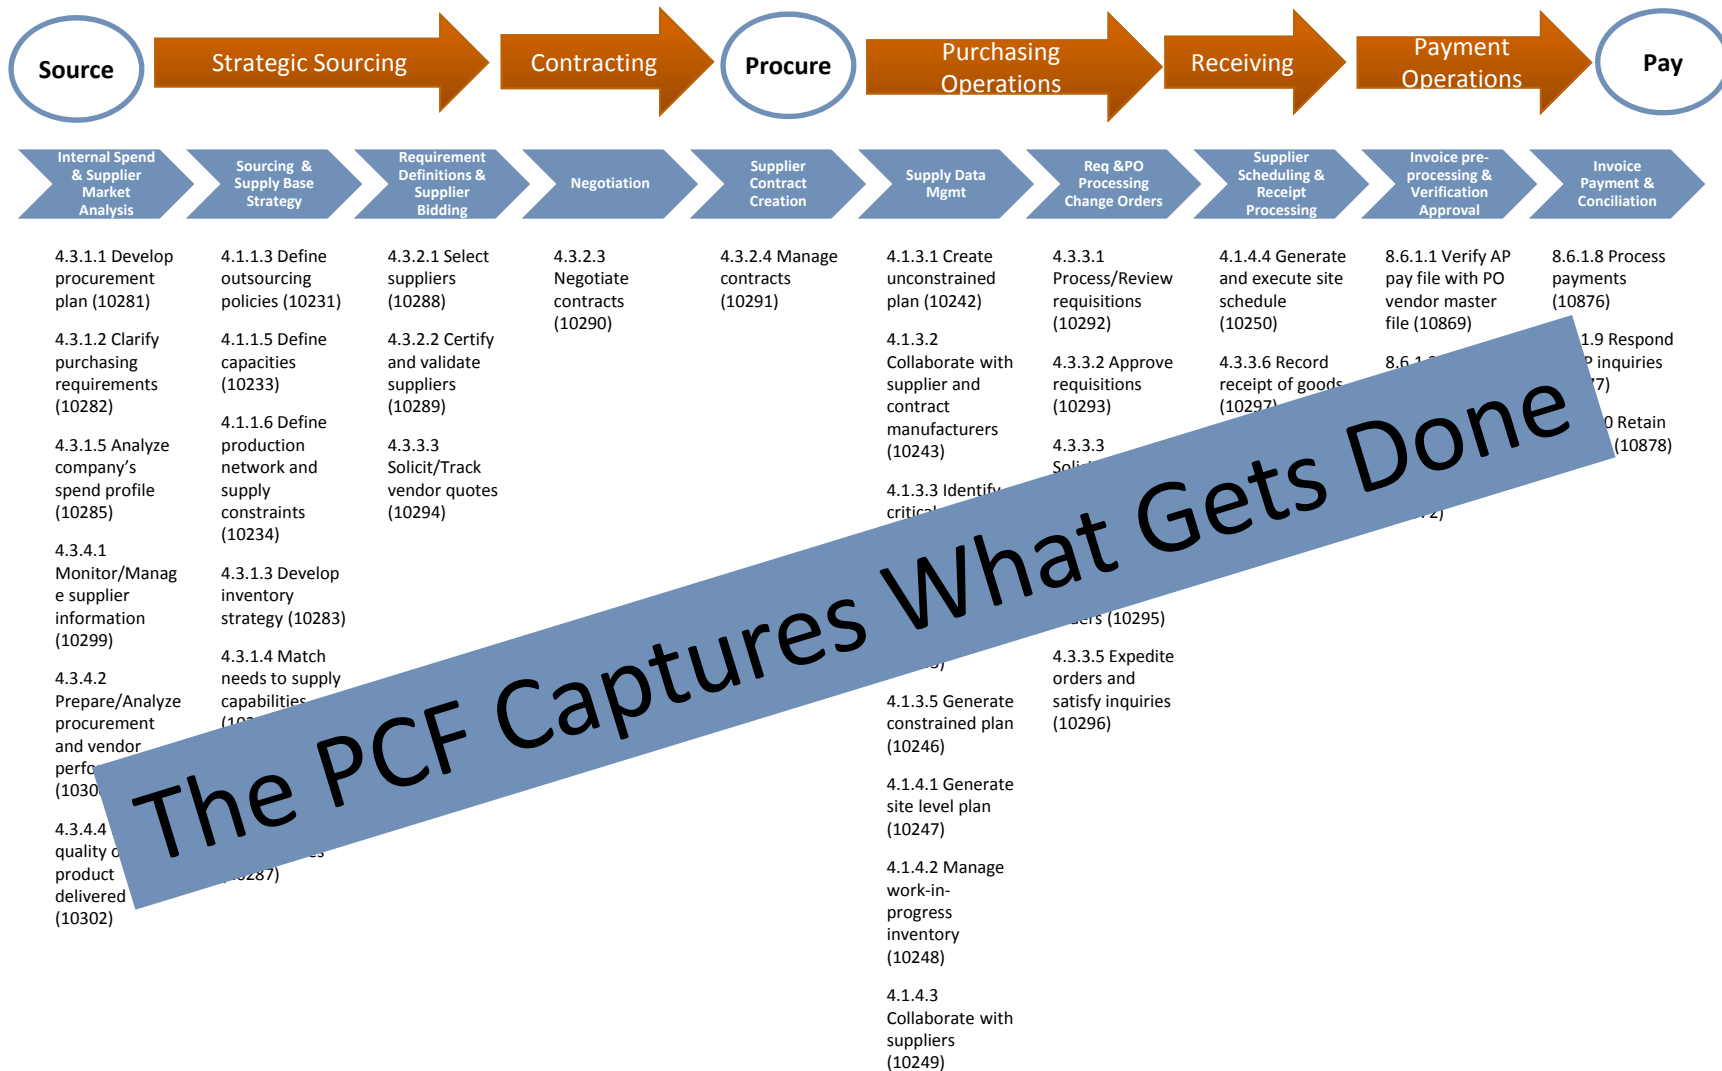 Source
Strategic Sourcing
Contracting
Procure
Purchasing
Operations
Receiving
Payment
Operations
Pay
Internal Spend
& Supplier
Market
Analysis
Sourcing &
Supply Base
Strategy
Requirement
Definitions &
Supplier
Bidding
Negotiation
Supplier
Contract
Creation
Supply Data
Mgmt
Req &PO
Processing
Change Orders
Supplier
Scheduling &
Receipt
Processing
Invoice pre-
processing &
Verification
Approval
Invoice
Payment &
Conciliation
4.3.1.1 Develop
procurement
plan (10281)
4.3.1.2 Clarify
purchasing
requirements
(10282)
4.3.1.5 Analyze
company's
spend profile
(10285)
4.3.4.1
Monitor/Manag
e supplier
information
(10299)
4.3.4.2
Prepare/Analyze
procurement
and vendor
4.3.4.4
quality
product
delivered
(10302)
4.1.1.3 Define
outsourcing
policies (10231)
4.1.1.5 Define
capacities
(10233)
4.1.1.6 Define
production
network and
supply
constraints
(10234)
4.3.1.3 Develop
inventory
strategy (10283)
4.3.1.4 Match
needs to supply
capabilities
4.3.2.1 Select
suppliers
(10288)
4.3.2.2 Certify
and validate
suppliers
(10289)
4.3.3.3
Solicit/Track
vendor quotes
(10294)
4.3.2.3
Negotiate
contracts
(10290)
4.3.2.4 Manage
contracts
(10291)
4.1.3.1 Create
unconstrained
plan (10242)
4.1.3.2
Collaborate with
supplier and
contract
manufacturers
(10243)
4.1.3.3 Identify
critical
4.1.3.5 Generate
constrained plan
(10246)
4.1.4.1 Generate
site level plan
(10247)
4.1.4.2 Manage
work-in-
progress
inventory
(10248)
4.1.4.3
Collaborate with
suppliers
(10249)
4.3.3.1
Process/Review
requisitions
(10292)
4.3.3.2 Approve
requisitions
(10293)
4.3.3.3
(10295)
4.3.3.5 Expedite
orders and
satisfy inquiries
(10296)
4.1.4.4 Generate
and execute site
schedule
(10250)
4.3.3.6 Record
receipt of goods
(10297)
8.6.1.1 Verify AP
pay file with PO
vendor master
file (10869)
8.6.1.8 Process
payments
(10876)
Respond
inquiries
Retain
(10878)
The PCF Captures What Gets Done